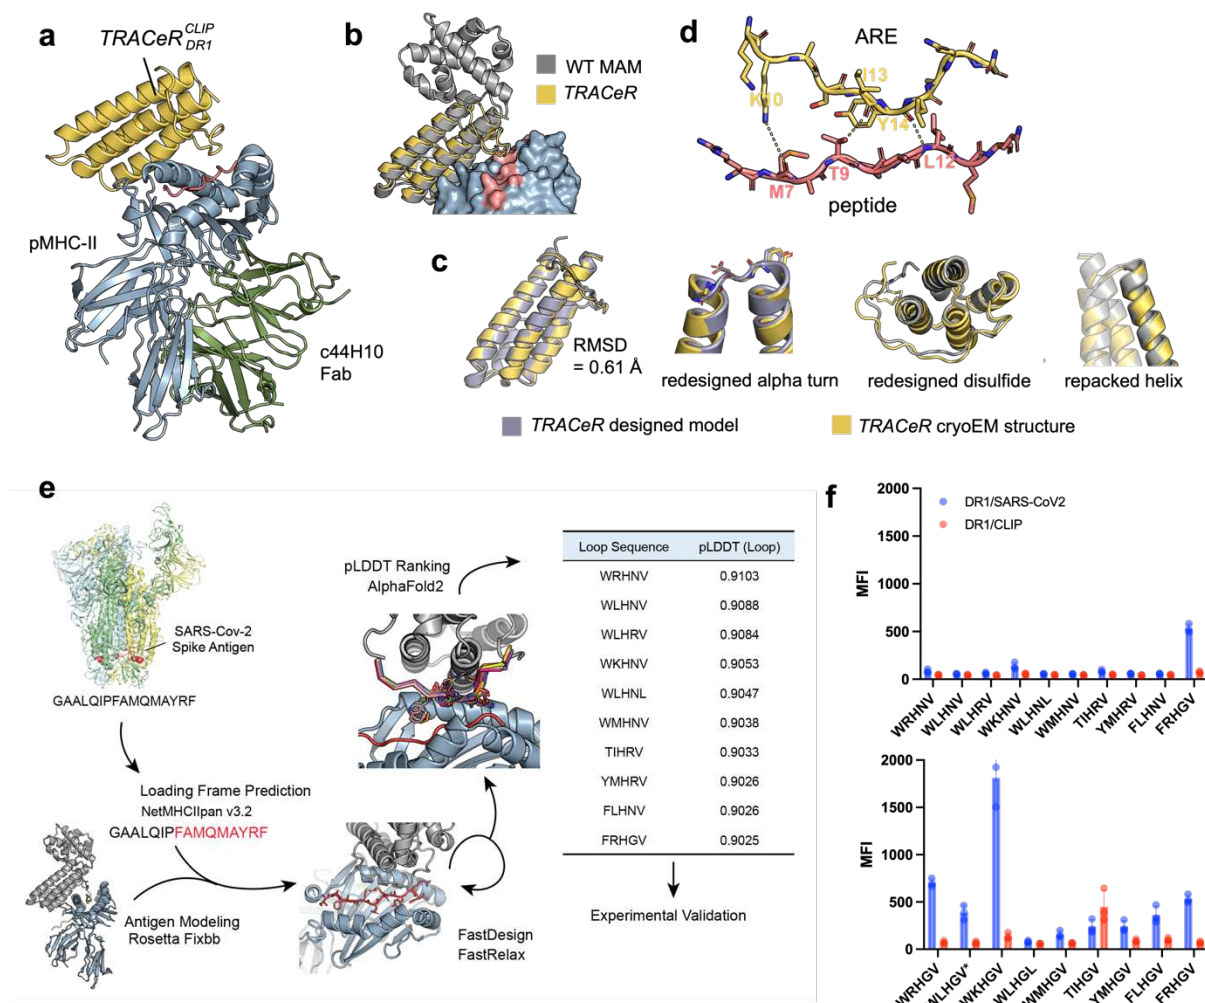 a
TRACeR CLIP DR1
pMHC-II
c44H10
Fab
b
WT MAM
TRACeR
c
RMSD
= 0.61 Å
redesigned alpha turn
redesigned disulfide
repacked helix
TRACeR designed model
TRACeR cryoEM structure
d
ARE
K10
I13
Y14
M7
T9
L12
peptide
e
SARS-Cov-2
Spike Antigen
GAALQIPFAMQMAYRF
Loading Frame Prediction
NetMHCIIpan v3.2
GAALQIPFAMQMAYRF
Antigen Modeling
Rosetta Fixbb
FastDesign
FastRelax
pLDDT Ranking
AlphaFold2
Loop Sequence pLDDT (Loop)
WRHNV 0.9103
WLHNV 0.9088
WLHRV 0.9084
WKHNV 0.9053
WLHNL 0.9047
WMHNV 0.9038
TIHRV 0.9033
YMHRV 0.9026
FLHNV 0.9026
FRHGV 0.9025
Experimental Validation
f
DR1/SARS-CoV2
DR1/CLIP
MFI
2000
1500
1000
500
0
WRHNV
WLHNV
WLHRV
WKHNV
WLHNL
WMHNV
TIHRV
YMHRV
FLHNV
FRHGV
MFI
2000
1500
1000
500
0
WRHGV
WLHGV*
WKHGV
WLHGL
WMHGV
TIHGV
YMHGV
FLHGV
FRHGV